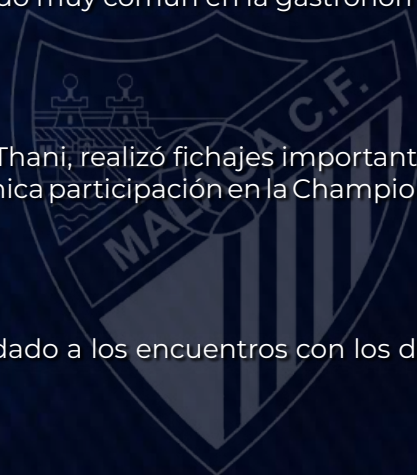 do muy común en la gastronom
Thani, realizó fichajes important
nica participación en la Champio
dado a los encuentros con los d
MALAGA C.F.